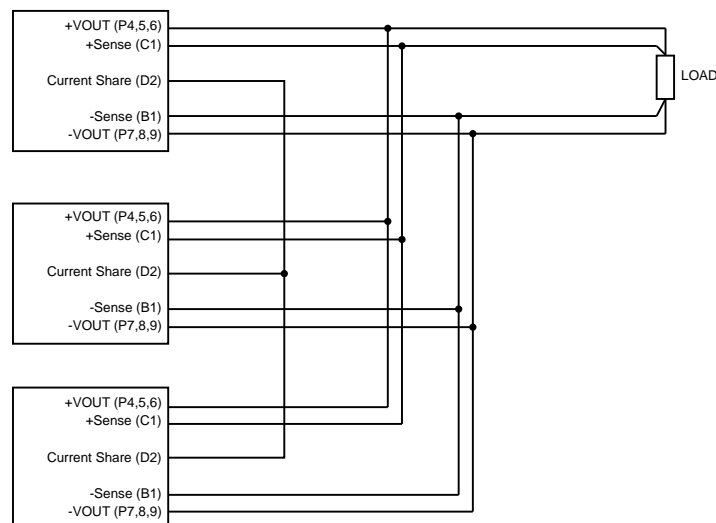 +VOUT (P4,5,6)
+Sense (C1)
Current Share (D2)
-Sense (B1)
-VOUT (P7,8,9)
LOAD
+VOUT (P4,5,6)
+Sense (C1)
Current Share (D2)
-Sense (B1)
-VOUT (P7,8,9)
+VOUT (P4,5,6)
+Sense (C1)
Current Share (D2)
-Sense (B1)
-VOUT (P7,8,9)